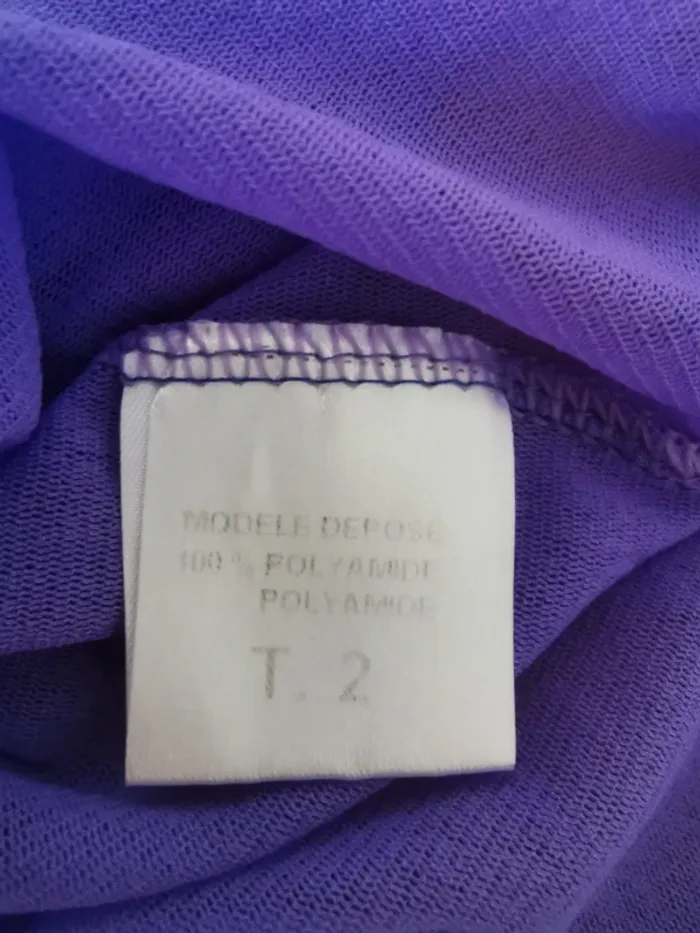 MODELE DEPOSE
100 % POLYAMIDE
POLYAMIDE
T. 2